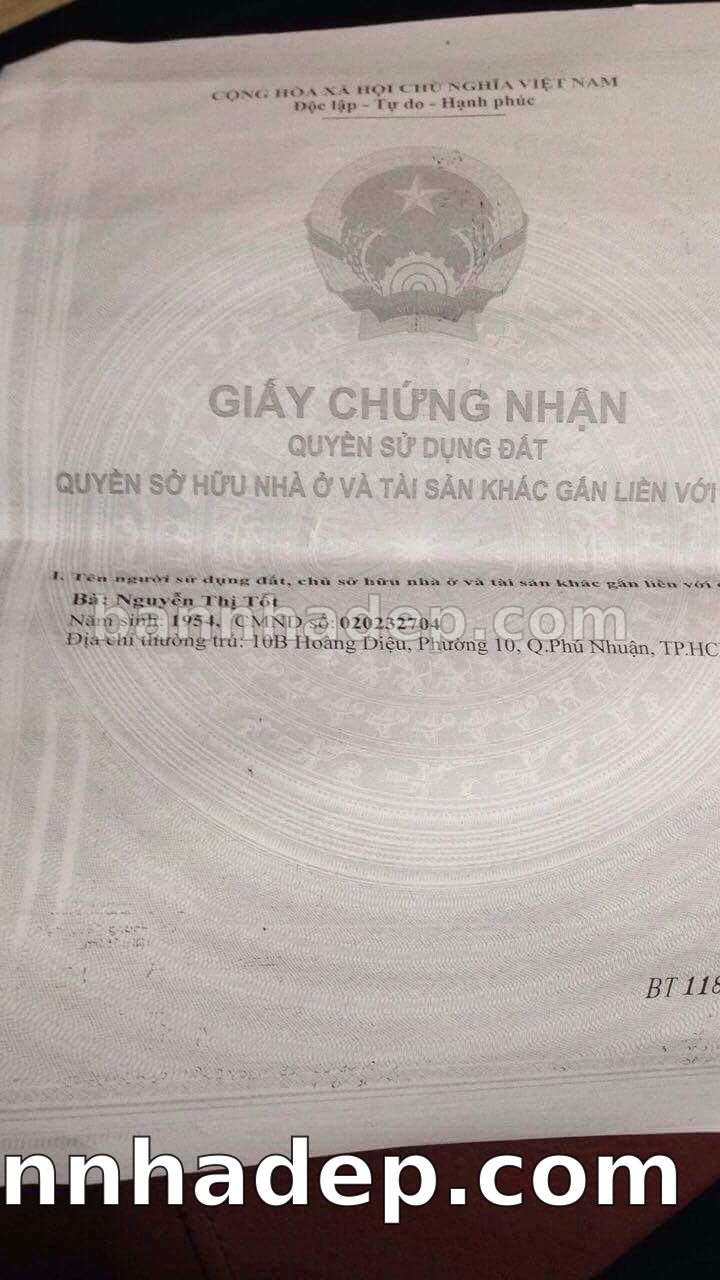 CỘNG HÒA XÃ HỘI CHỦ NGHĨA VIỆT NAM
Độc lập - Tự do - Hạnh phúc
GIẤY CHỨNG NHẬN
QUYỀN SỬ DỤNG ĐẤT
QUYỀN SỞ HỮU NHÀ Ở VÀ TÀI SẢN KHÁC GẮN LIỀN VỚI
I. Tên người sử dụng đất, chủ sở hữu nhà ở và tài sản khác gắn liền với
Bà: Nguyễn Thị Tốt
nhadep.com
Năm sinh: 1954, CMND số: 020232704
Địa chỉ thường trú: 10B Hoàng Diệu, Phường 10, Q.Phú Nhuận, TP.HC
BT 118
nnhadep.com